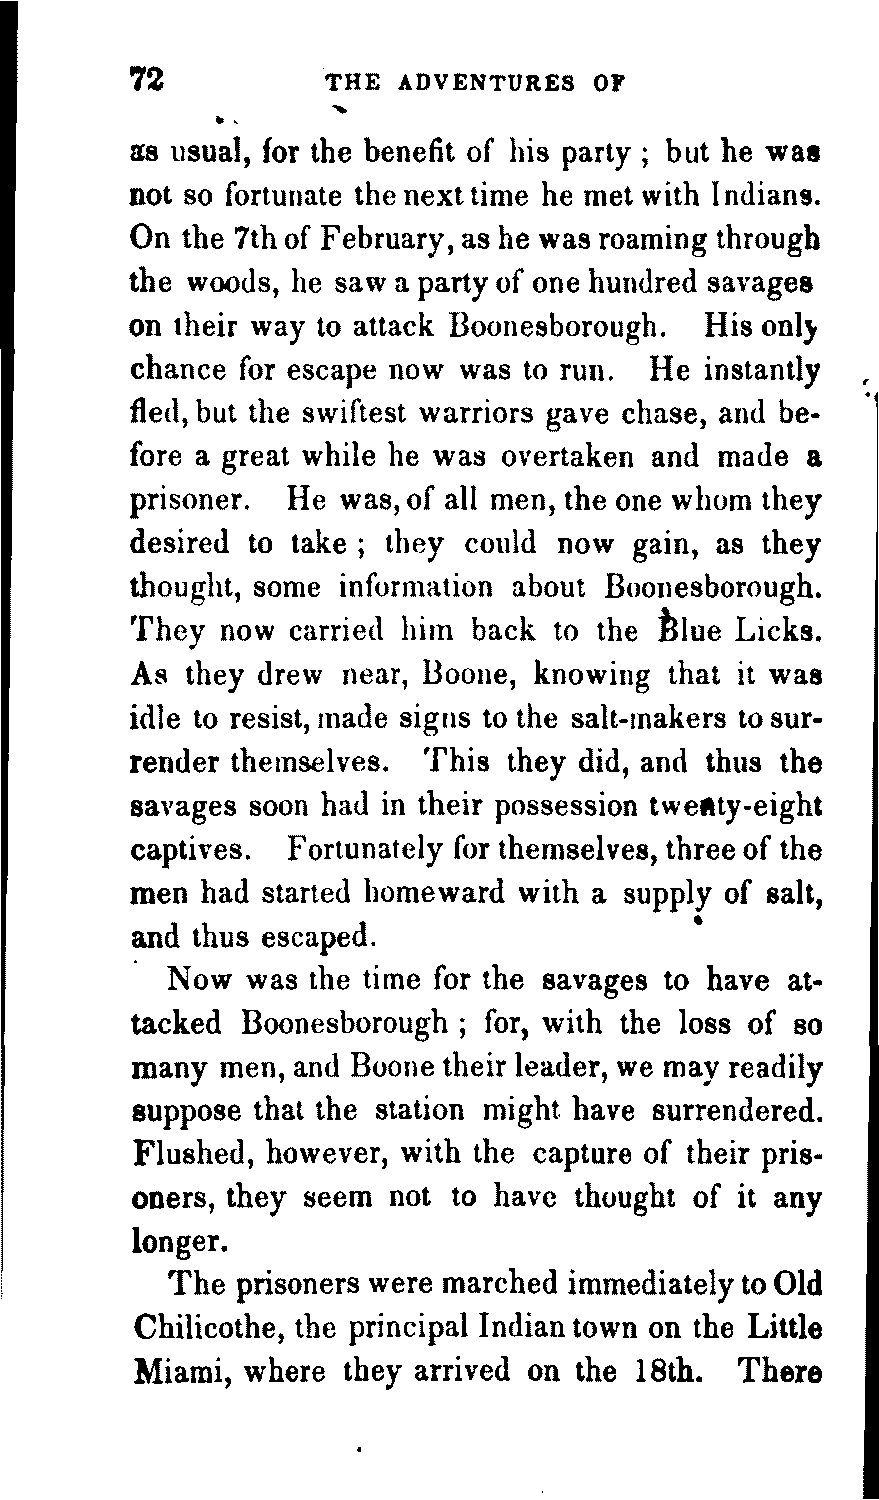 72 THE ADVENTURES OF
as usual, for the benefit of his party ; but he was
not so fortunate the next time he met with Indians.
On the 7th of February, as he was roaming through
the woods, he saw a party of one hundred savages
on their way to attack Boonesborough. His only
chance for escape now was to run. He instantly
fled, but the swiftest warriors gave chase, and be-
fore a great while he was overtaken and made a
prisoner. He was, of all men, the one whom they
desired to take ; they could now gain, as they
thought, some information about Boonesborough.
They now carried him back to the Blue Licks.
As they drew near, Boone, knowing that it was
idle to resist, made signs to the salt-makers to sur-
render themselves. This they did, and thus the
savages soon had in their possession twenty-eight
captives. Fortunately for themselves, three of the
men had started homeward with a supply of salt,
and thus escaped.
Now was the time for the savages to have at-
tacked Boonesborough ; for, with the loss of so
many men, and Boone their leader, we may readily
suppose that the station might have surrendered.
Flushed, however, with the capture of their pris-
oners, they seem not to have thought of it any
longer.
The prisoners were marched immediately to Old
Chilicothe, the principal Indian town on the Little
Miami, where they arrived on the 18th. There